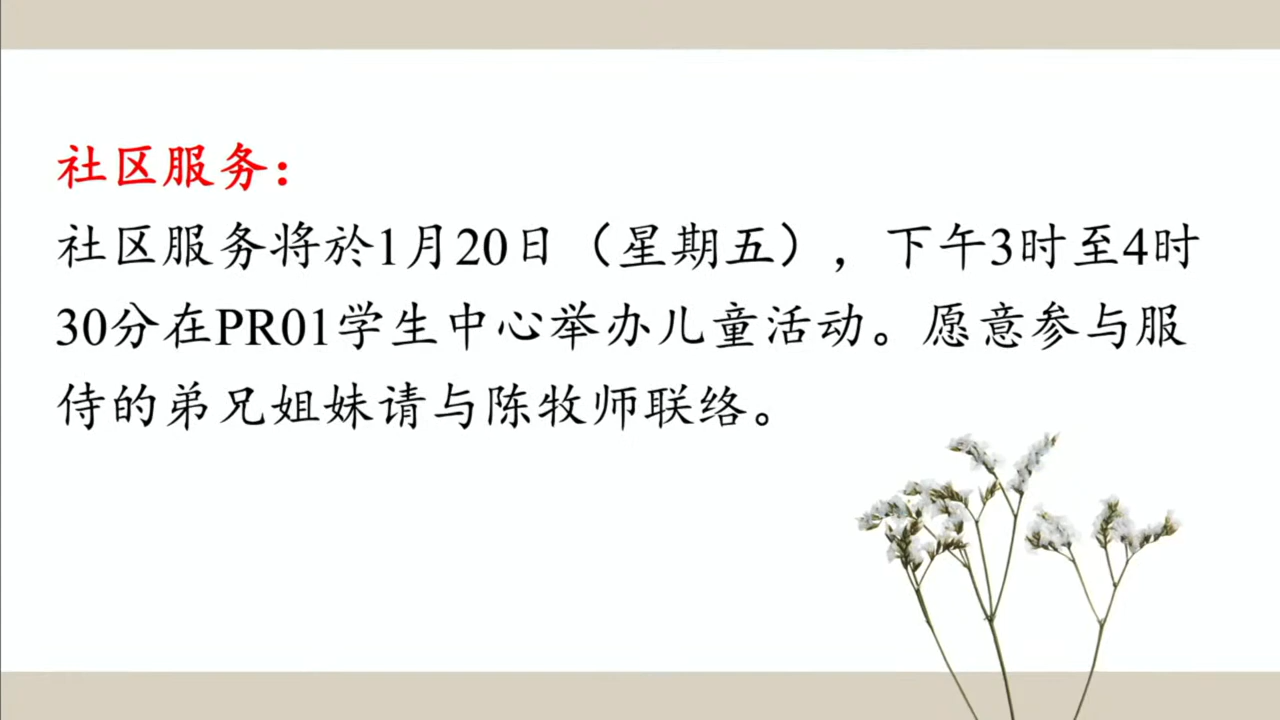 社区服务：
社区服务将於1月20日（星期五），下午3时至4时
30分在PR01学生中心举办儿童活动。愿意参与服
侍的弟兄姐妹请与陈牧师联络。